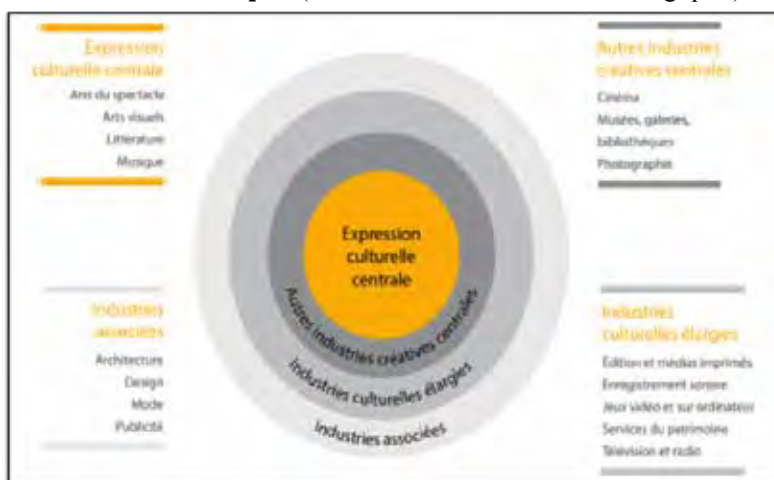 Expression
culturelle centrale
Arts du spectacle
Arts visuels
Littérature
Musique
Autres industries
créatives centrales
Cinéma
Musées, galeries,
bibliothèques
Photographie
Expression
culturelle
centrale
Autres industries créatives centrales
Industries culturelles élargies
Industries associées
Industries
associées
Architecture
Design
Mode
Publicité
Industries
culturelles élargies
Édition et médias imprimés
Enregistrement sonore
Jeux vidéo et sur ordinateur
Services du patrimoine
Télévision et radio